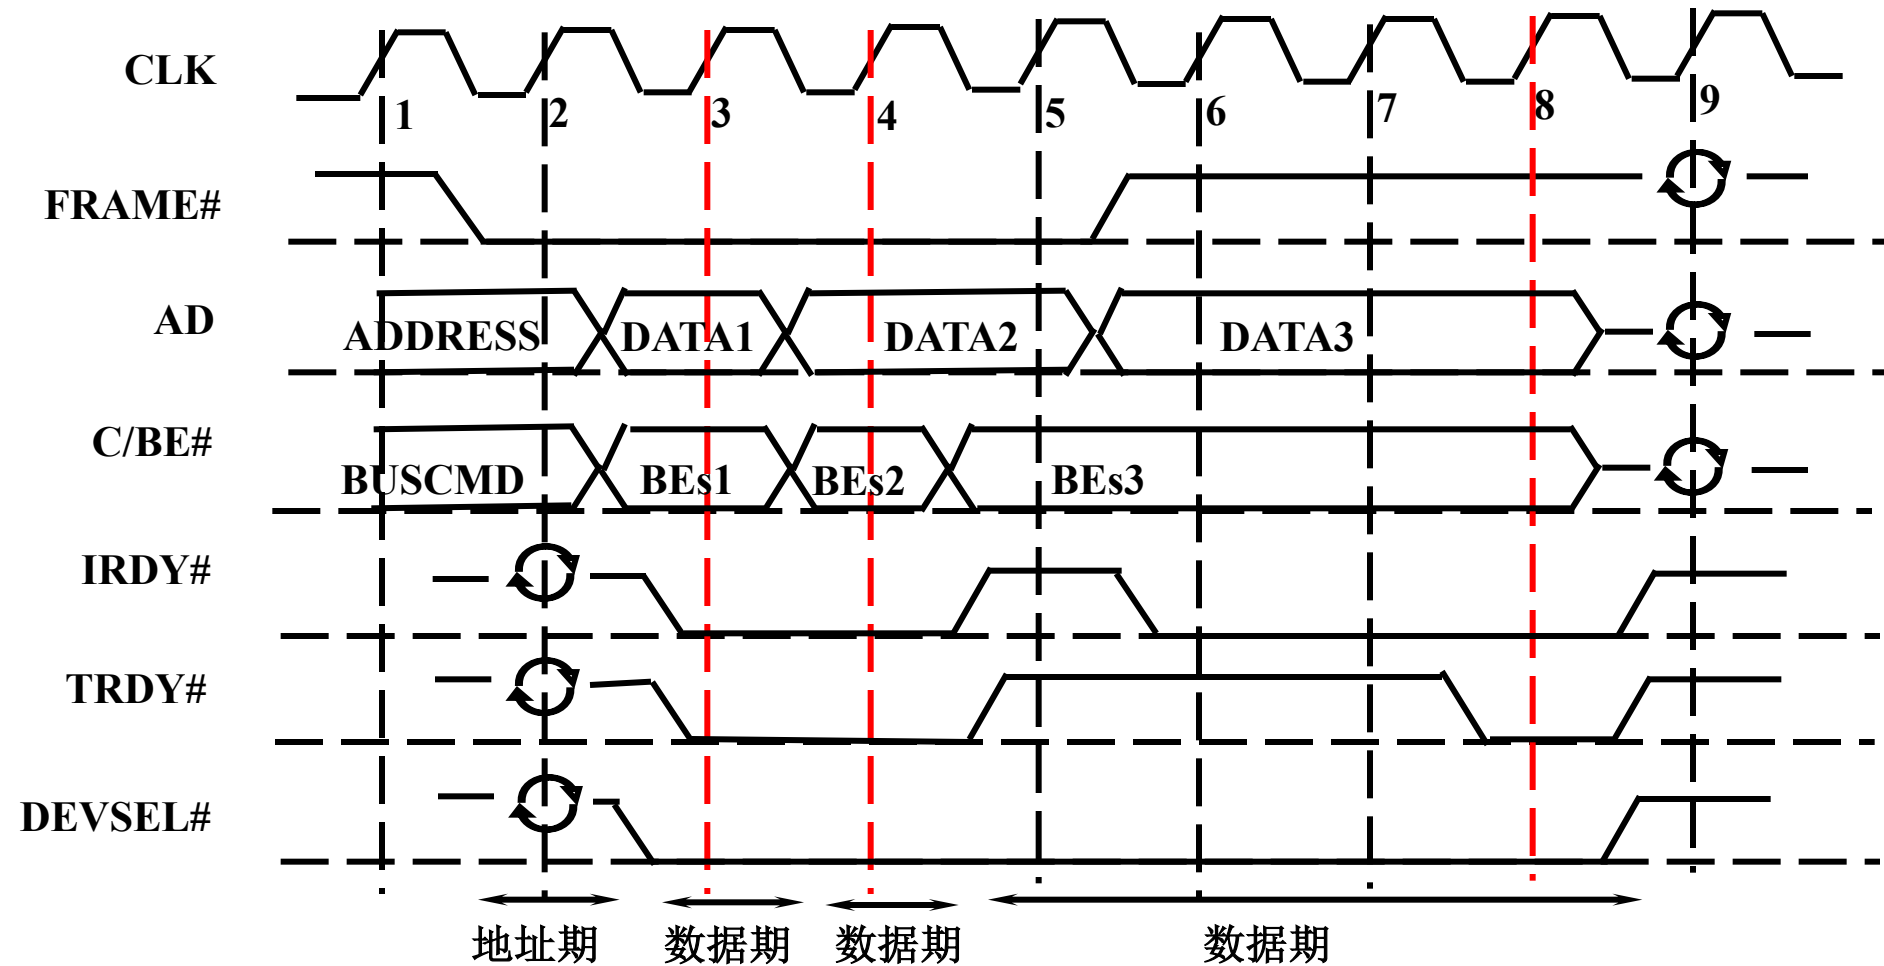 CLK
1 2 3 4 5 6 7 8 9
FRAME#
AD
ADDRESS DATA1 DATA2 DATA3
C/BE#
BUSCMD BEs1 BEs2 BEs3
IRDY#
TRDY#
DEVSEL#
地址期 数据期 数据期 数据期